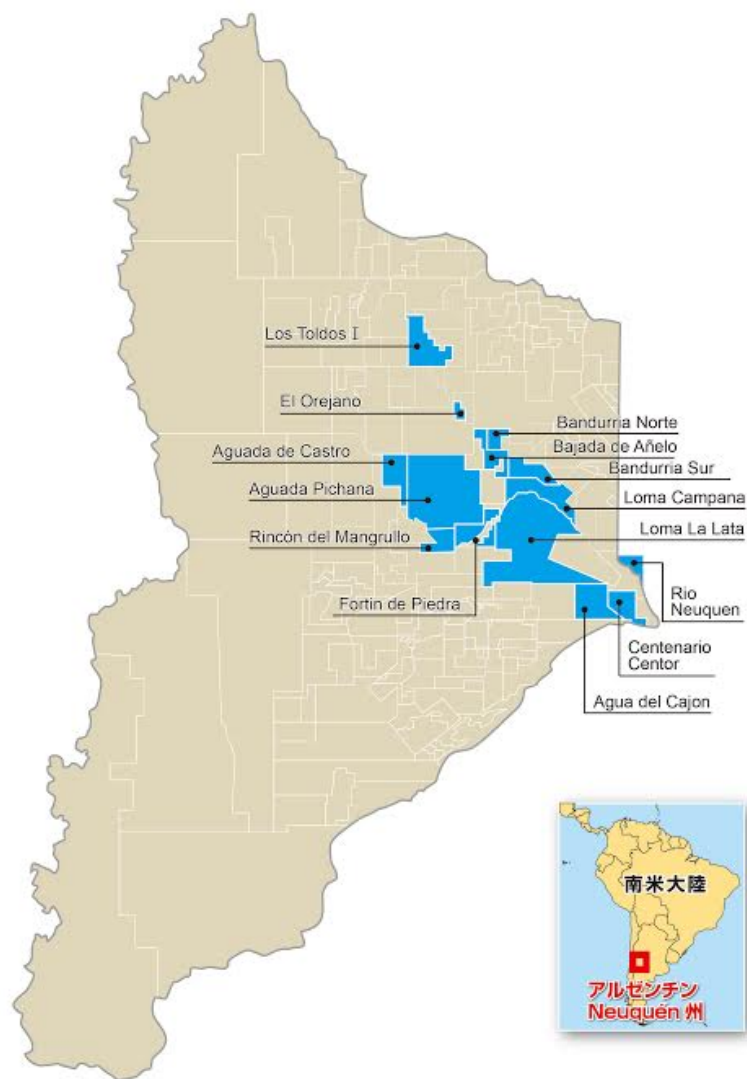 Los Toldos I
El Orejano
Bandurria Norte
Aguada de Castro
Bajada de Añelo
Bandurria Sur
Aguada Pichana
Loma Campana
Rincón del Mangrullo
Loma La Lata
Fortin de Piedra
Rio
Neuquen
Centenario
Centor
Agua del Cajon
南米大陸
アルゼンチン
Neuquén 州